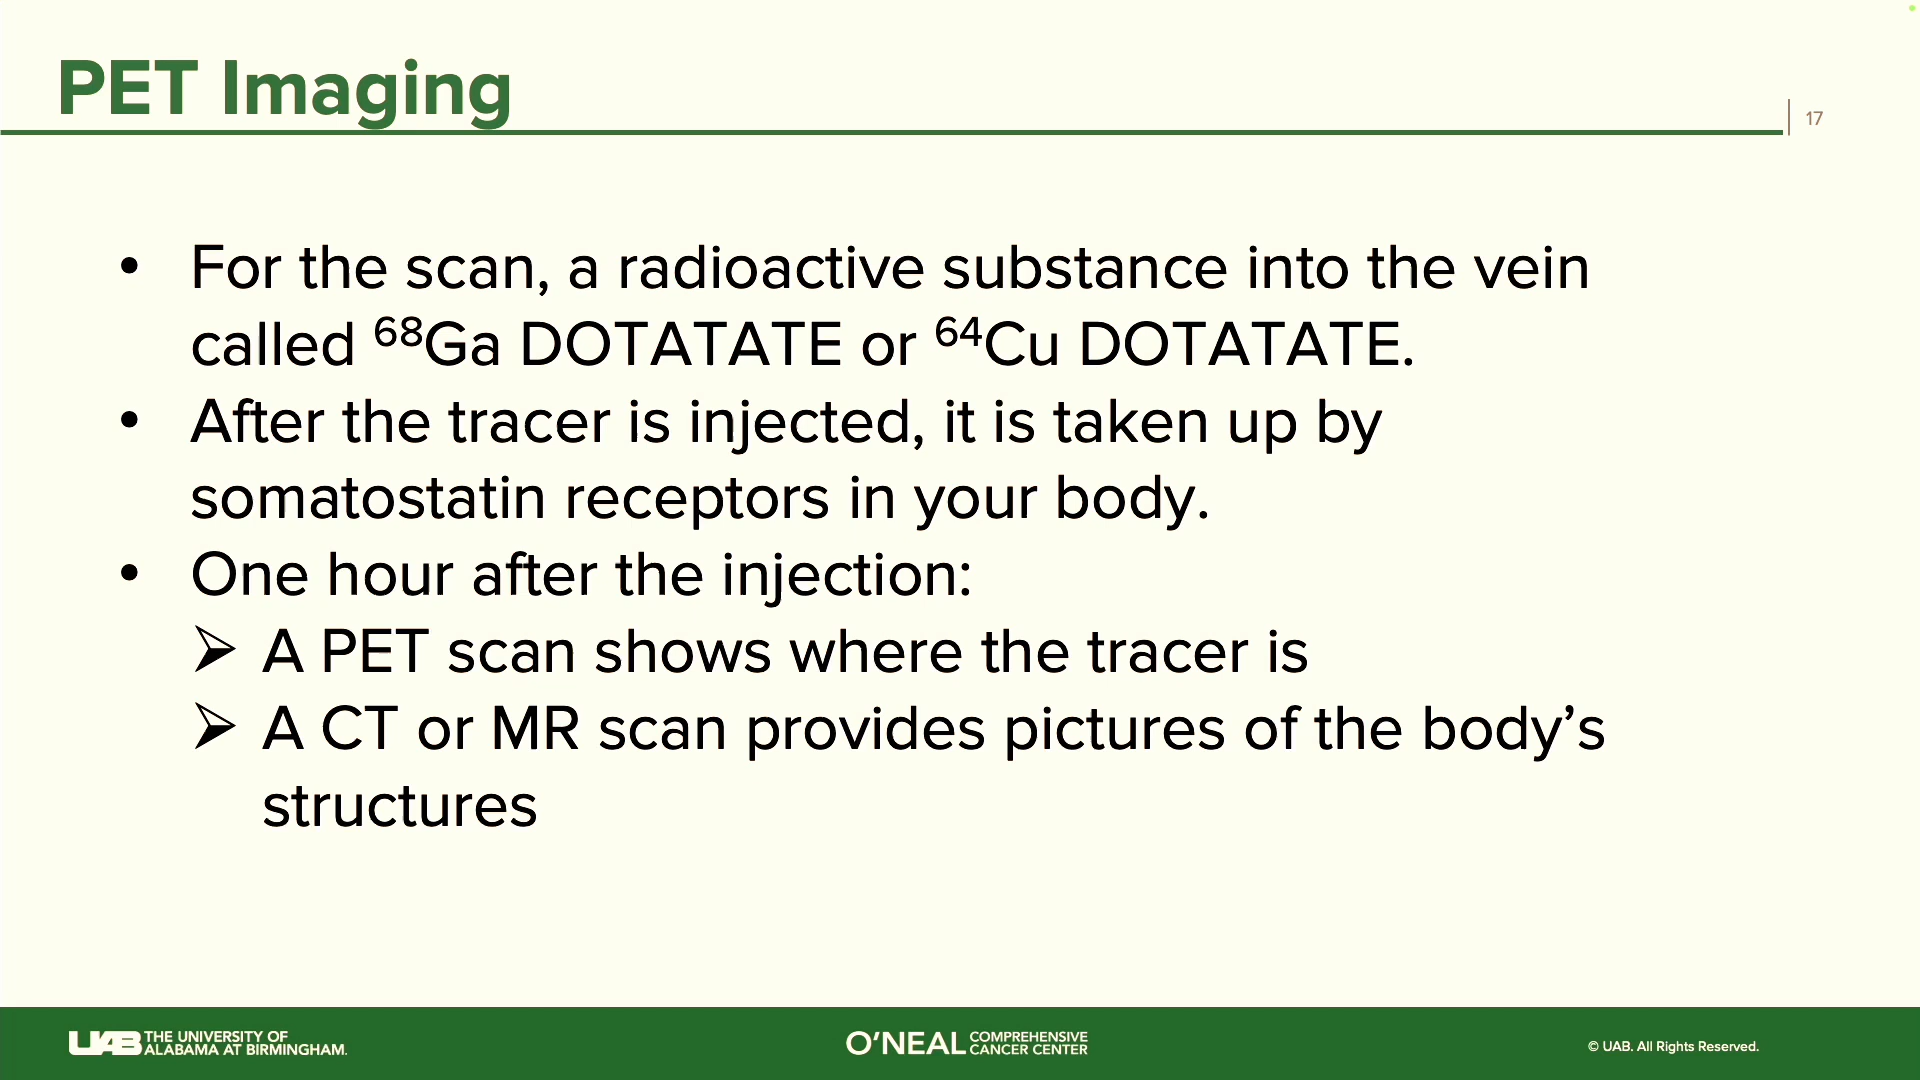 PET Imaging
17
• For the scan, a radioactive substance into the vein
called ⁶⁸Ga DOTATATE or ⁶⁴Cu DOTATATE.
• After the tracer is injected, it is taken up by
somatostatin receptors in your body.
• One hour after the injection:
➢ A PET scan shows where the tracer is
➢ A CT or MR scan provides pictures of the body’s
structures
UAB THE UNIVERSITY OF
ALABAMA AT BIRMINGHAM.
O’NEAL COMPREHENSIVE
CANCER CENTER
© UAB. All Rights Reserved.